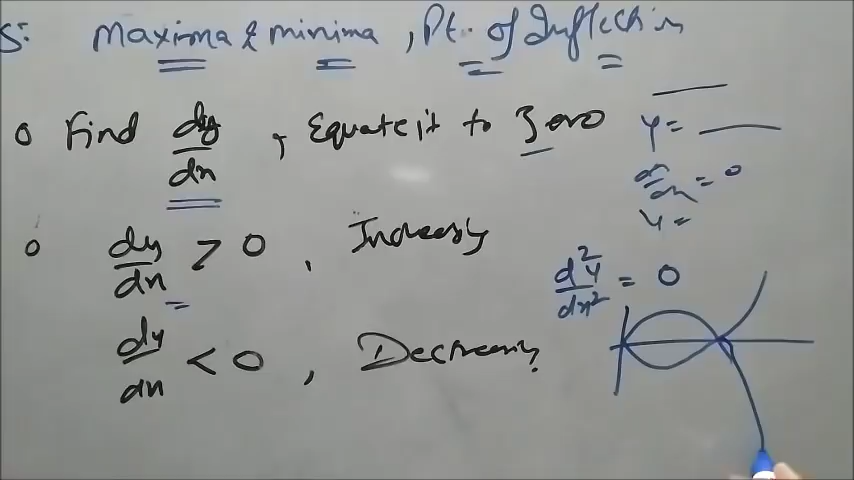 s: Maxima & minima, Pt. of Inflection
o Find dy/dx, Equate it to zero
y =
dy/dx = 0
y =
o dy/dx > 0, Increasing
d²y/dx² = 0
dy/dx < 0, Decreasing